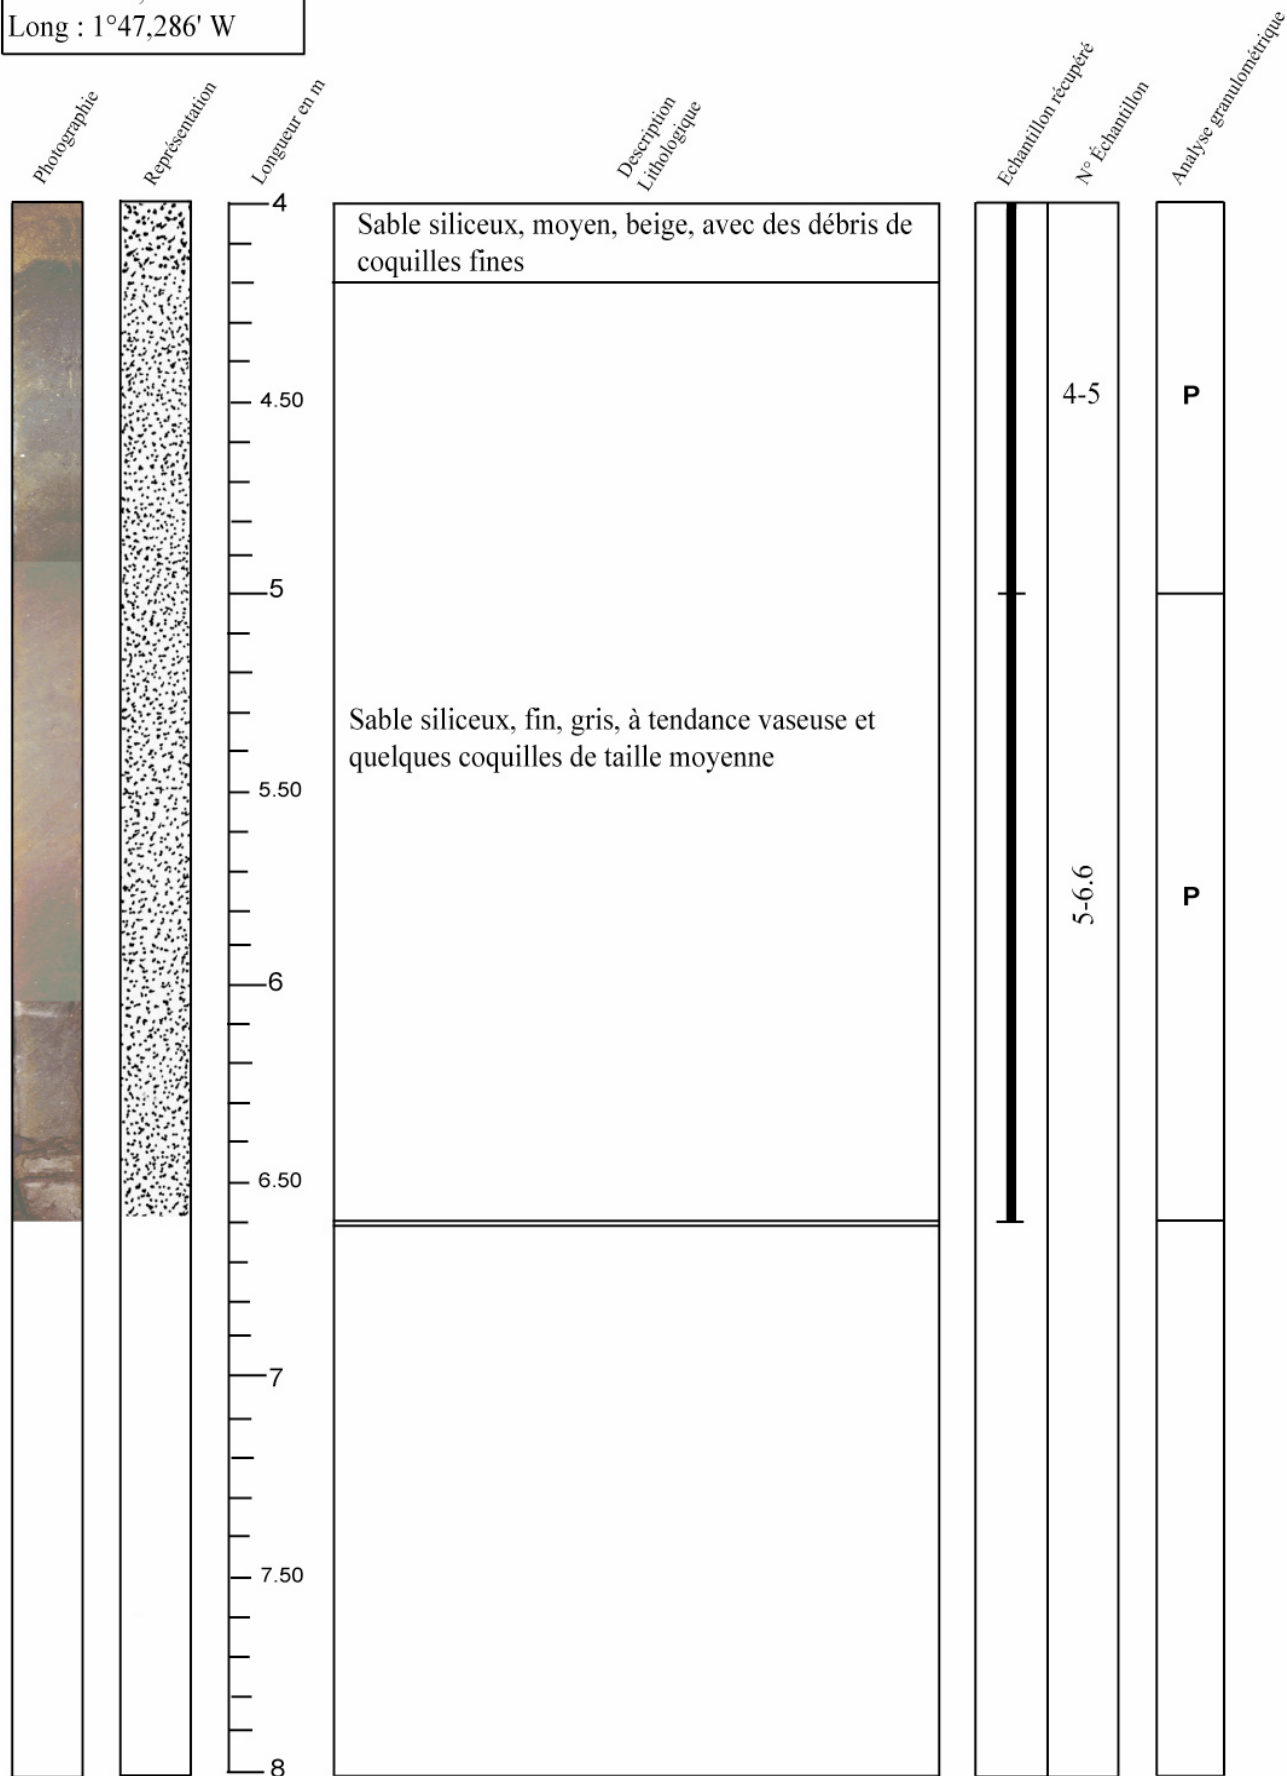 Long : 1°47,286' W
Photographie
Représentation
Longueur en m
Description
Lithologique
Echantillon récupéré
N° Échantillon
Analyse granulométrique
4
Sable siliceux, moyen, beige, avec des débris de
coquilles fines
4.50
4-5
P
5
Sable siliceux, fin, gris, à tendance vaseuse et
quelques coquilles de taille moyenne
5.50
5-6.6
P
6
6.50
7
7.50
8